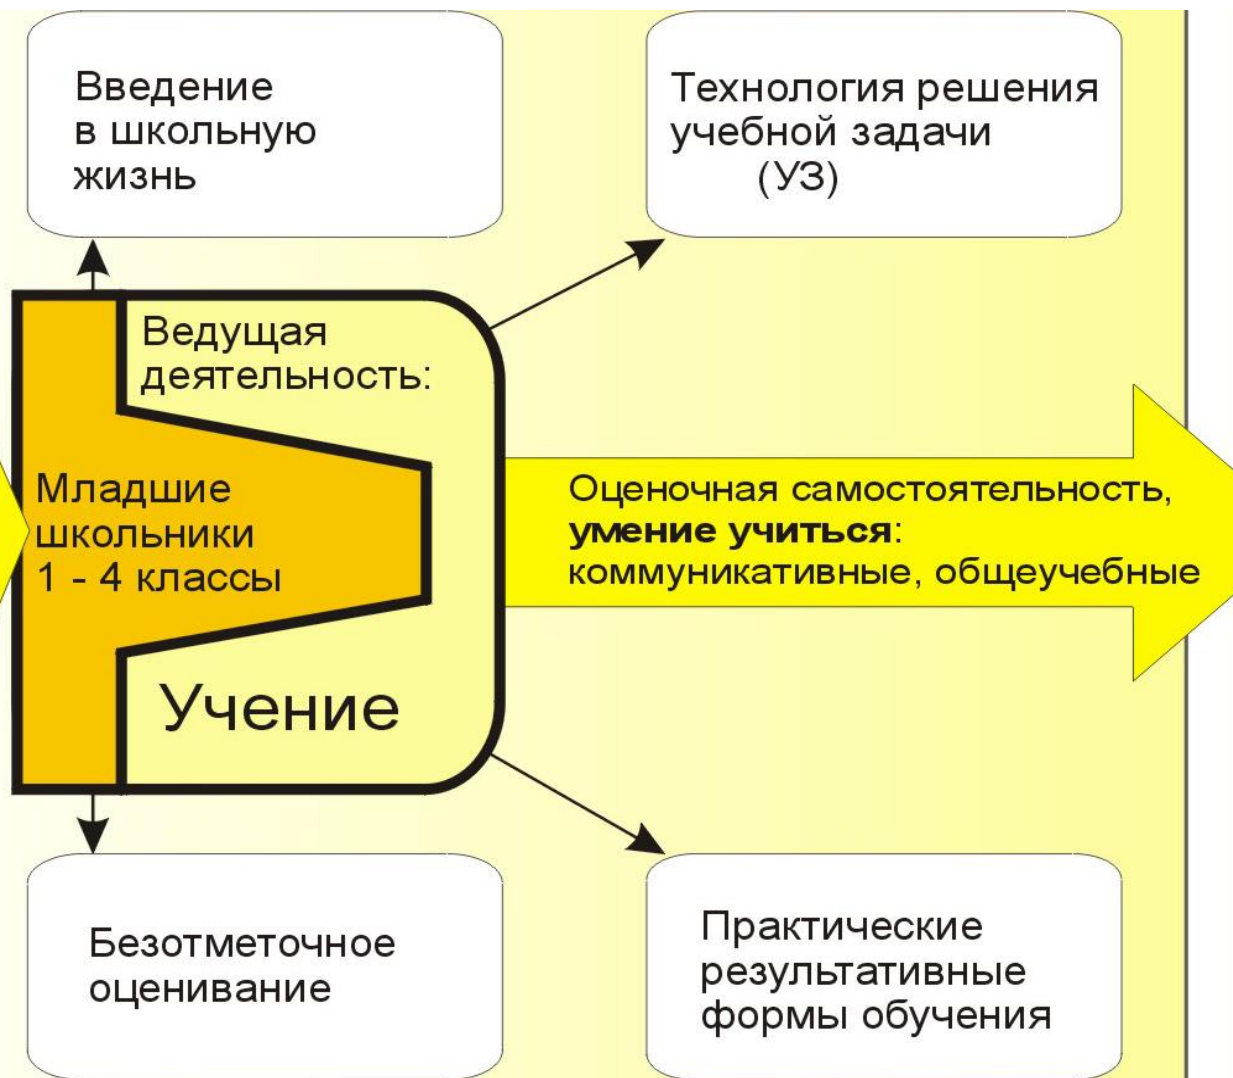 Введение
в школьную
жизнь
Технология решения
учебной задачи
(УЗ)
Ведущая
деятельность:
Младшие
школьники
1 - 4 классы
Учение
Оценочная самостоятельность,
умение учиться:
коммуникативные, общеучебные
Безотметочное
оценивание
Практические
результативные
формы обучения